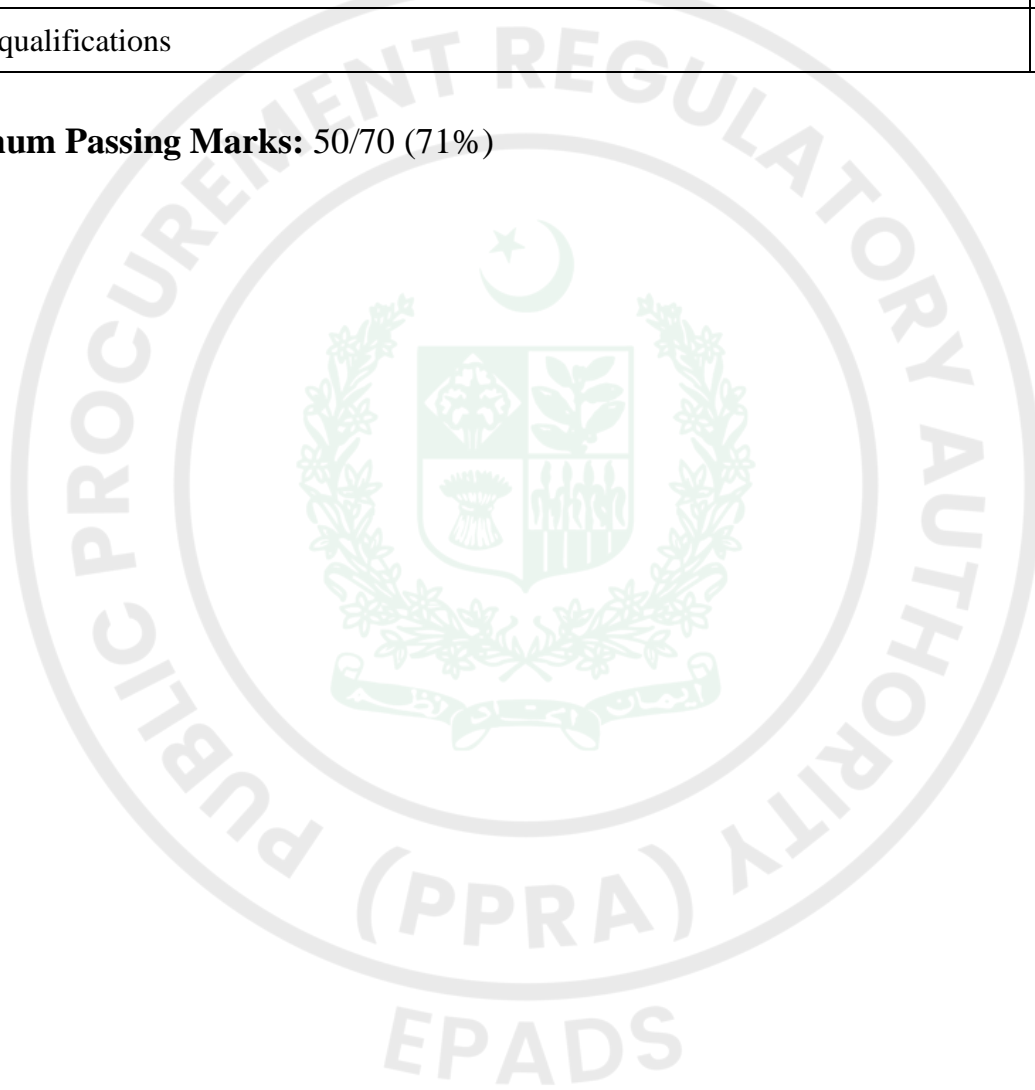 qualifications
num Passing Marks: 50/70 (71%)
PUBLIC PROCUREMENT REGULATORY AUTHORITY
(PPRA)
EPADS